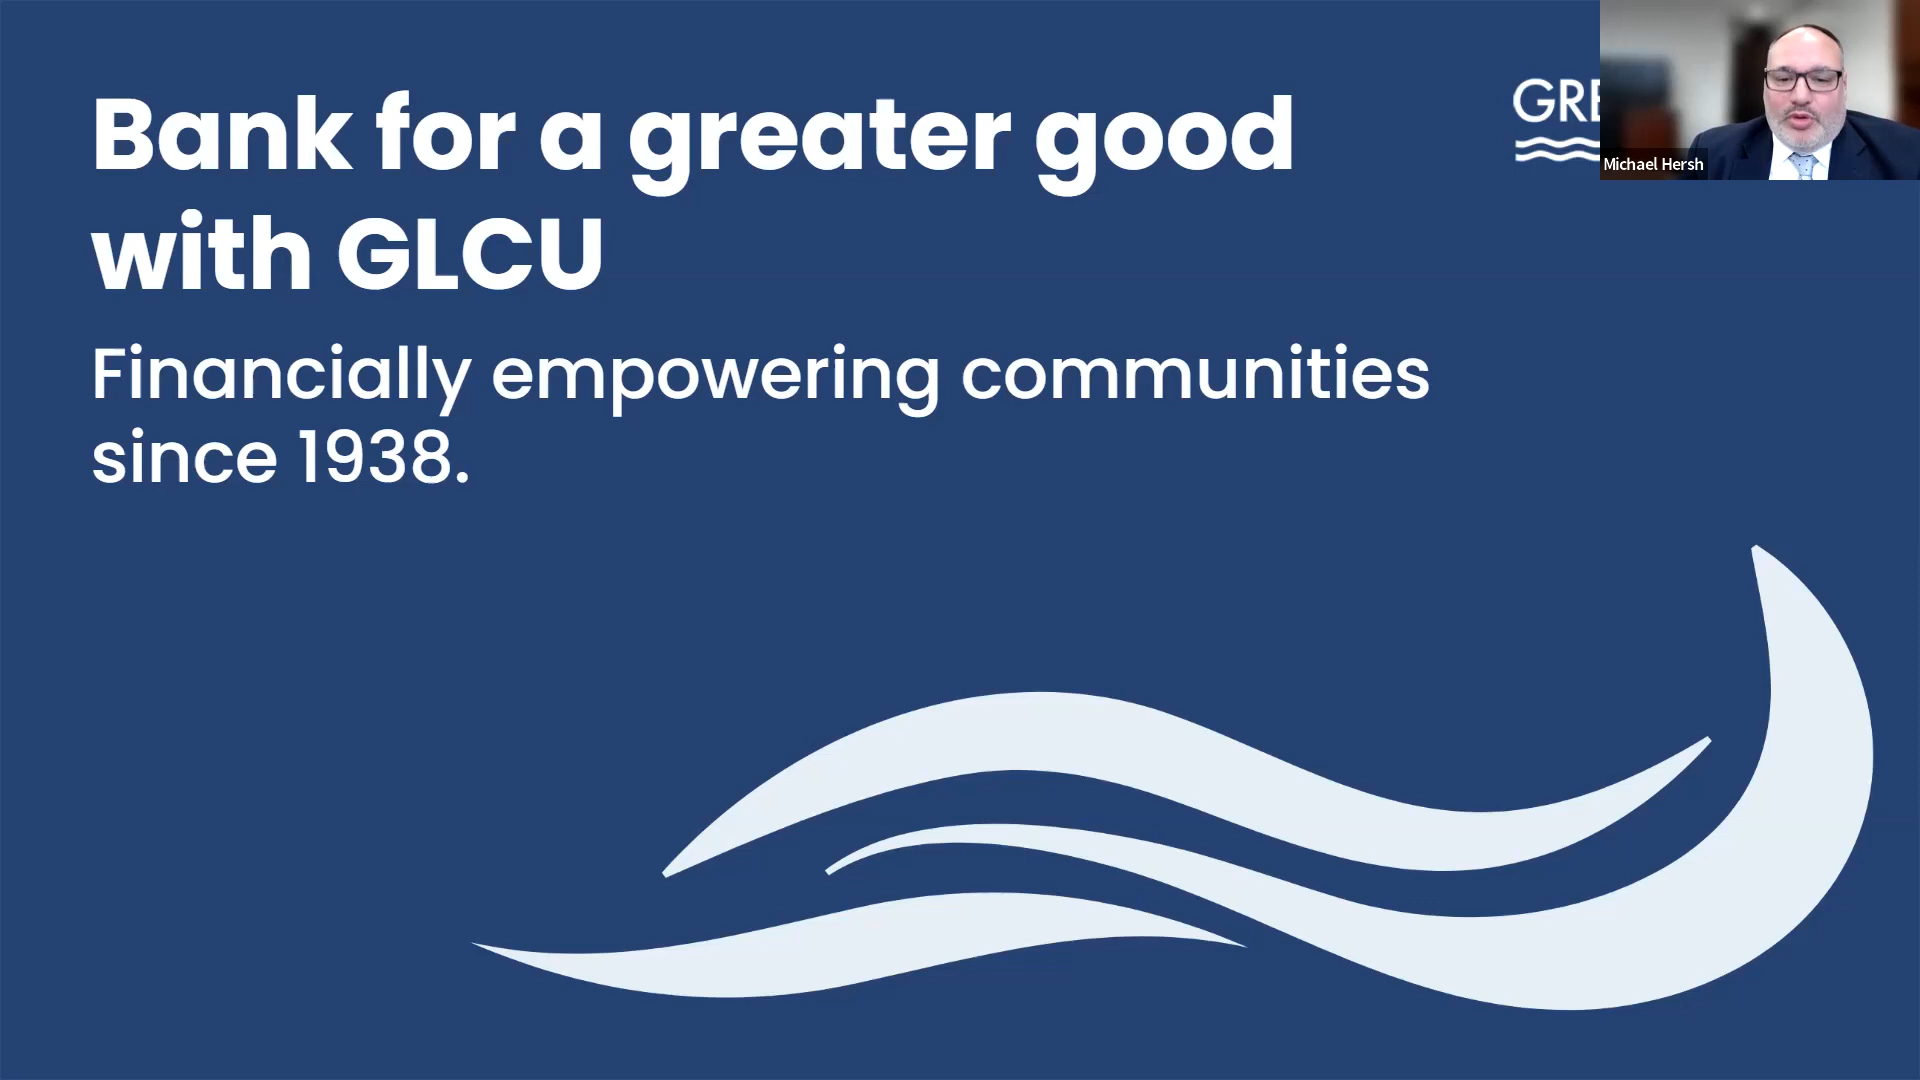 Bank for a greater good
with GLCU
Financially empowering communities
since 1938.
GRE
Michael Hersh